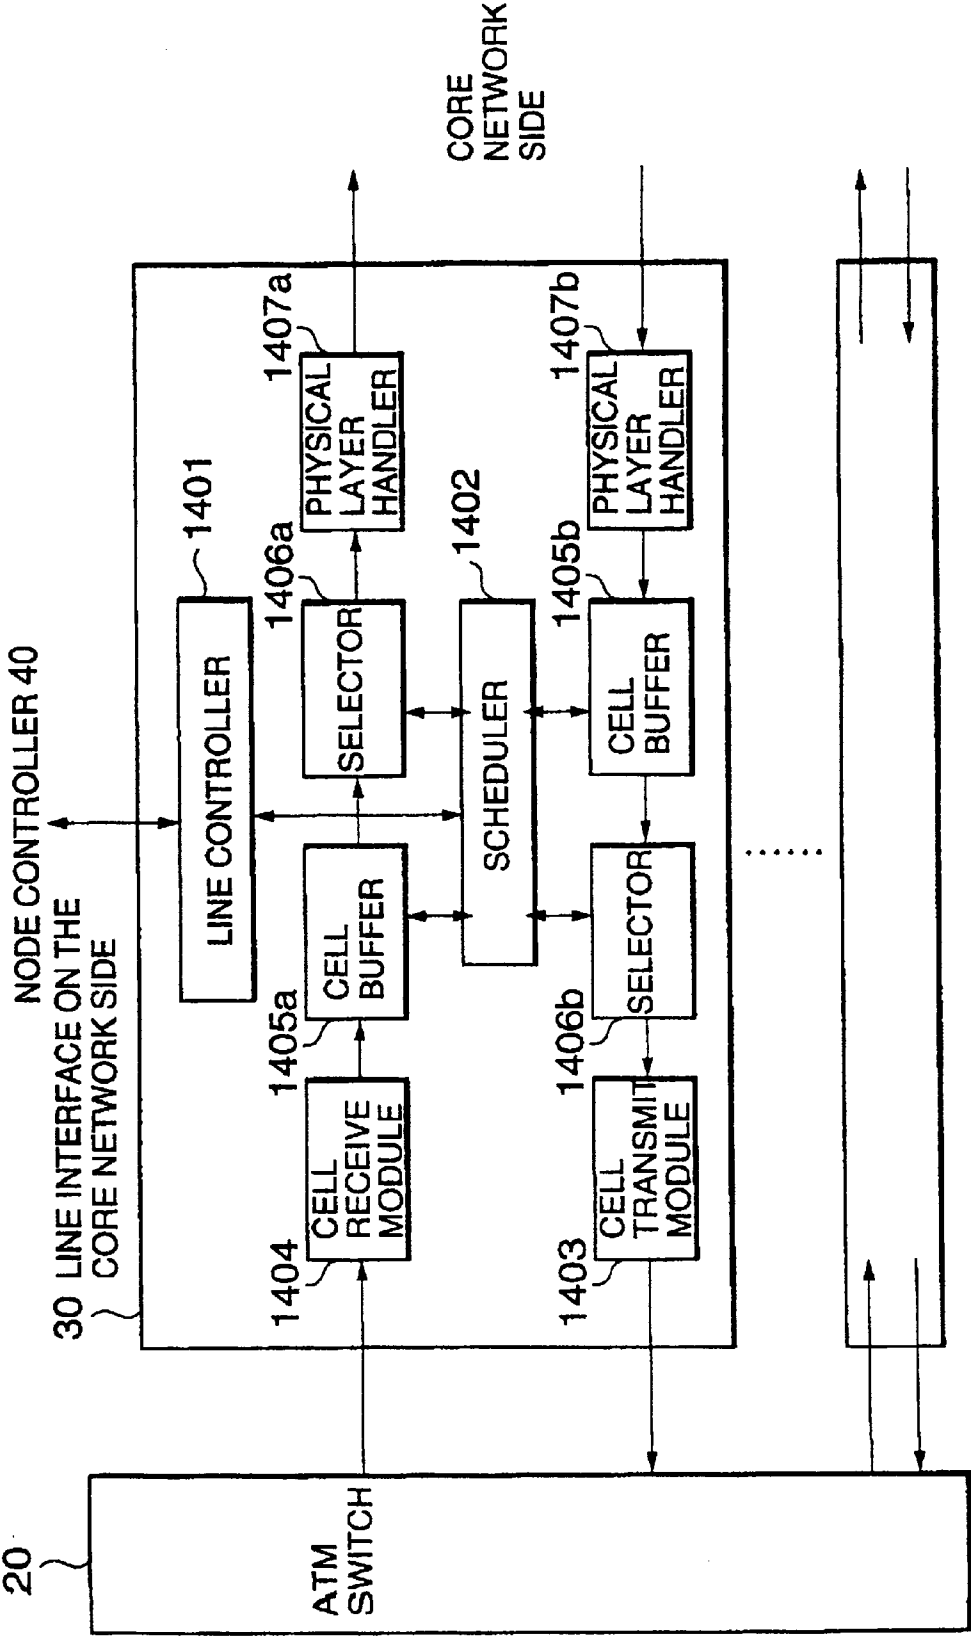 NODE CONTROLLER 40
30 LINE INTERFACE ON THE
CORE NETWORK SIDE
1401
LINE CONTROLLER
20
ATM
SWITCH
1404
CELL
RECEIVE
MODULE
1405a
CELL
BUFFER
1406a
SELECTOR
1407a
PHYSICAL
LAYER
HANDLER
1402
SCHEDULER
CORE
NETWORK
SIDE
1403
CELL
TRANSMIT
MODULE
1406b
SELECTOR
1405b
CELL
BUFFER
1407b
PHYSICAL
LAYER
HANDLER
......